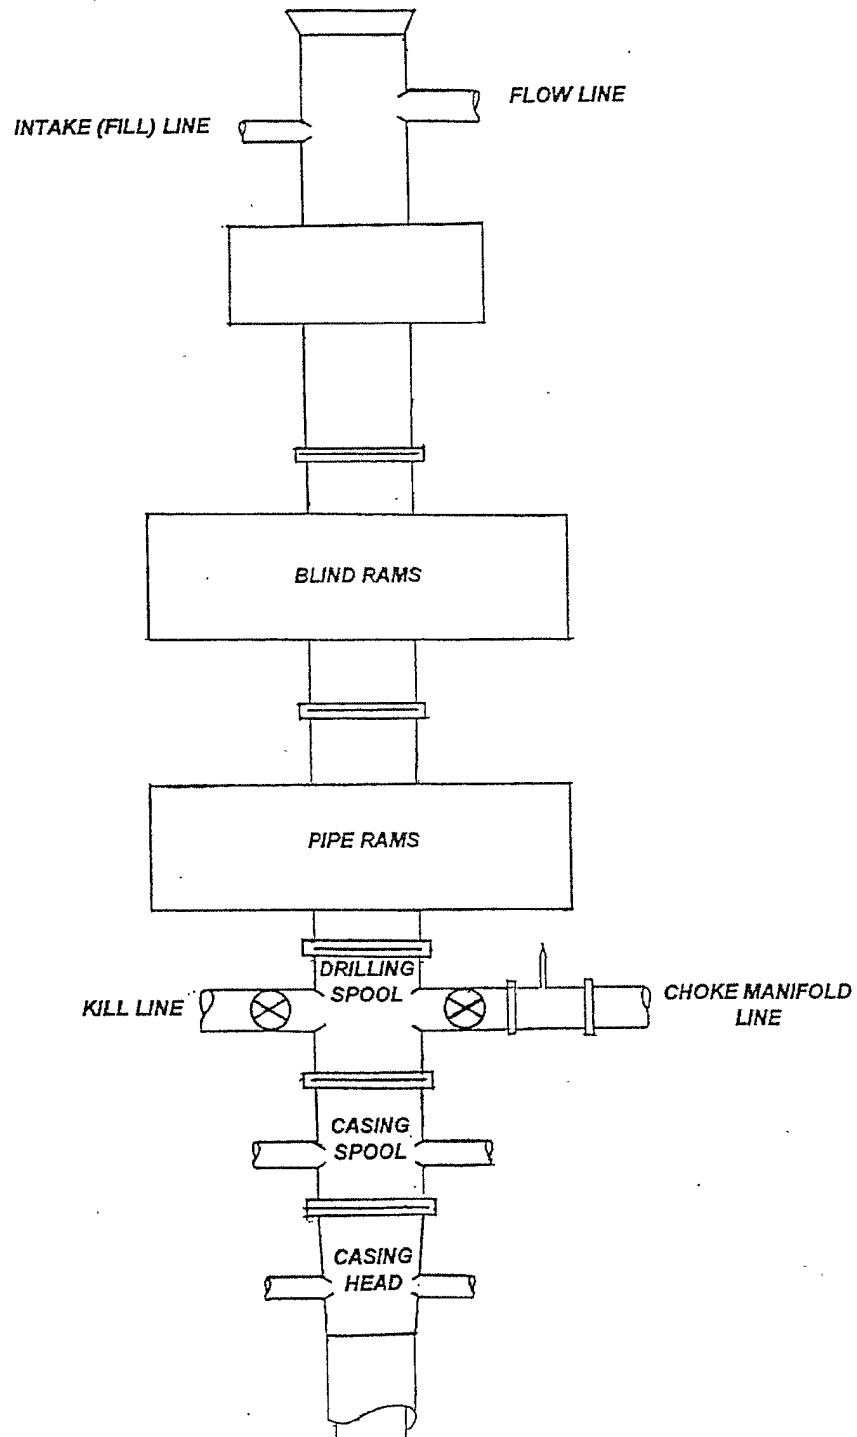 FLOW LINE
INTAKE (FILL) LINE
BLIND RAMS
PIPE RAMS
DRILLING
SPOOL
KILL LINE
CHOKE MANIFOLD
LINE
CASING
SPOOL
CASING
HEAD